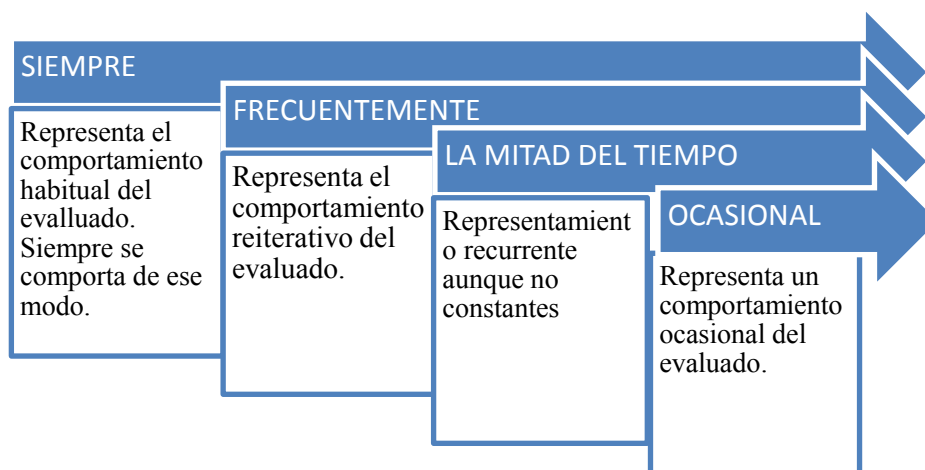 SIEMPRE
Representa el
comportamiento
habitual del
evalluado.
Siempre se
comporta de ese
modo.
FRECUENTEMENTE
Representa el
comportamiento
reiterativo del
evaluado.
LA MITAD DEL TIEMPO
Representamient
o recurrente
aunque no
constantes
OCASIONAL
Representa un
comportamiento
ocasional del
evaluado.